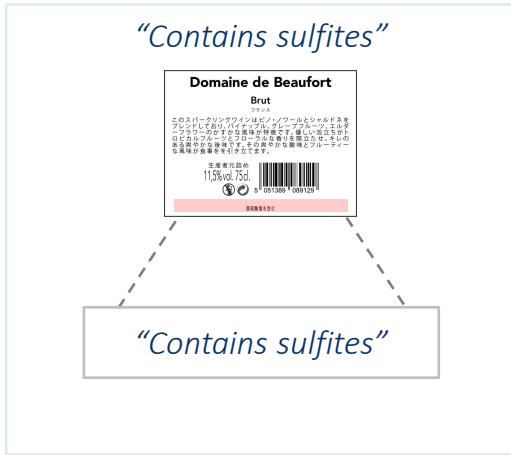 “Contains sulfites”
Domaine de Beaufort
Brut
フランス
このスパークリングワインはピノ・ノワールとシャルドネを
ブレンドしており、パイナップル、グレープフルーツ、エルダ
ーフラワーのかすかな風味が特徴です。優しい泡立ちがト
ロピカルフルーツとフローラルな香りを際立たせ、キレの
ある爽やかな後味です。その爽やかな酸味とフルーティー
な風味が食事をを引き立てます。
生産者元詰め
11,5% vol. 75cl.
5 051389 089129
亜硫酸塩を含む
“Contains sulfites”